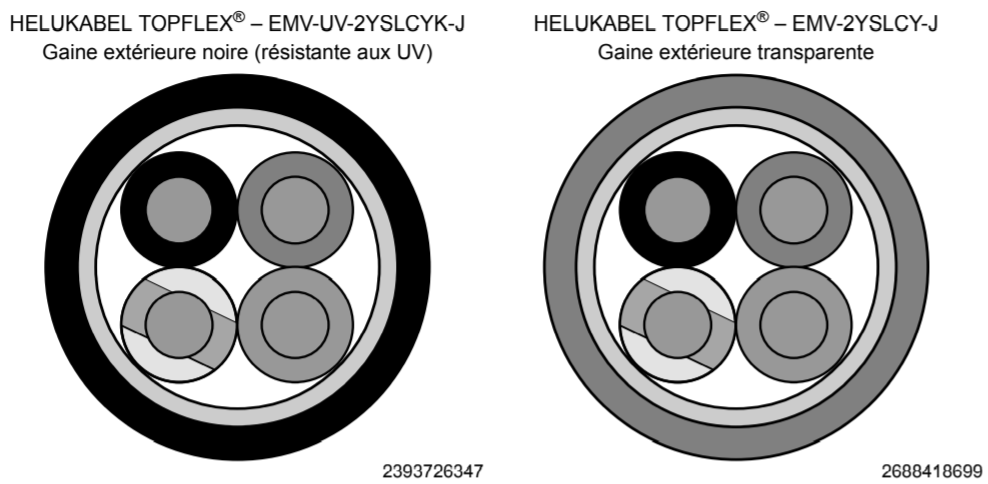 HELUKABEL TOPFLEX® – EMV-UV-2YSLCYK-J
Gaine extérieure noire (résistante aux UV)
2393726347
HELUKABEL TOPFLEX® – EMV-2YSLCY-J
Gaine extérieure transparente
2688418699